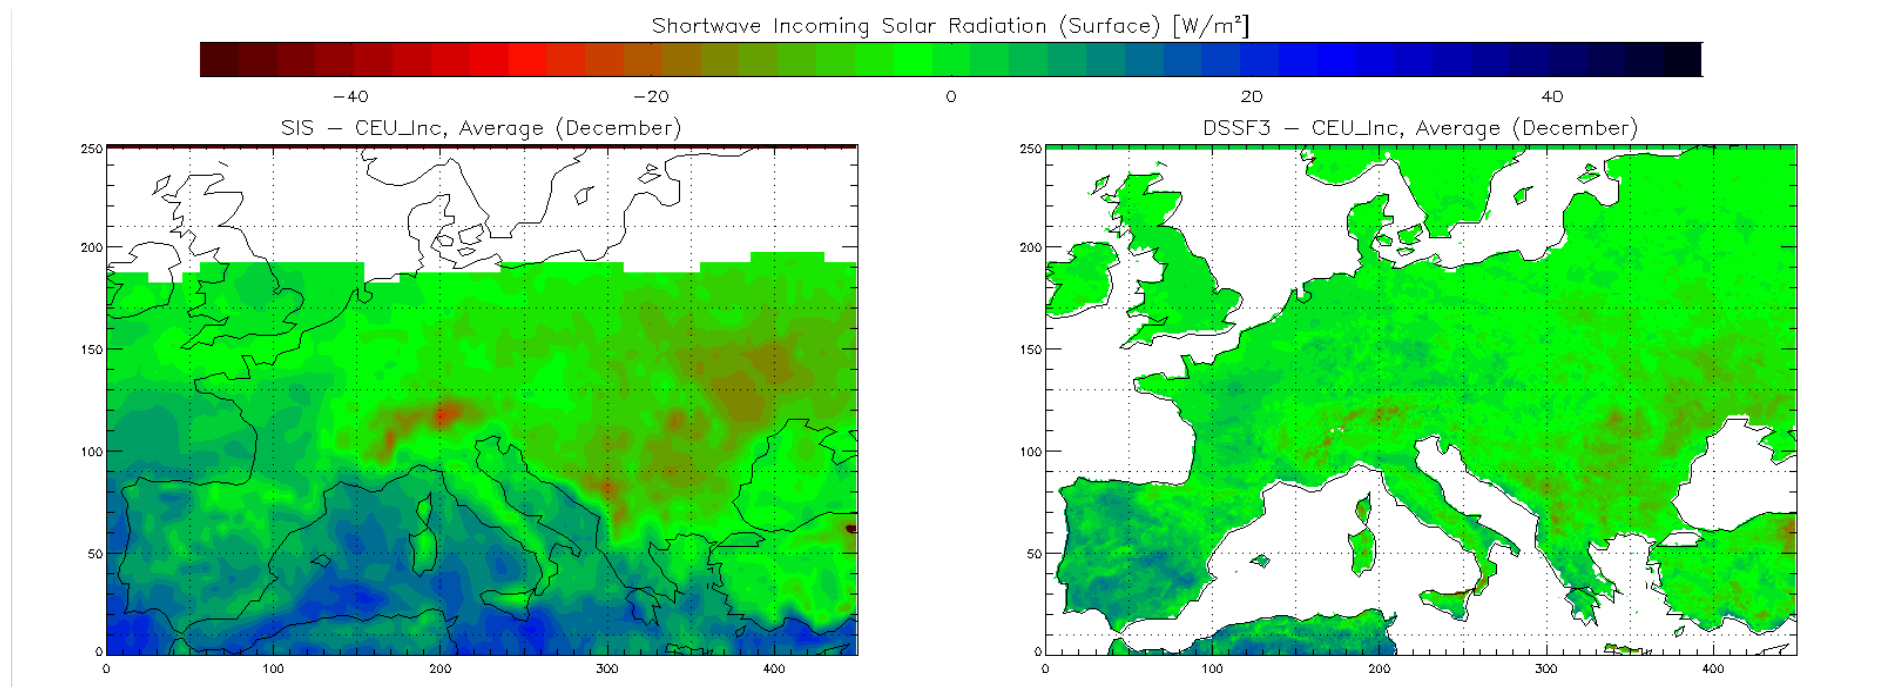 Shortwave Incoming Solar Radiation (Surface) [W/m²]
−40 −20 0 20 40
SIS − CEU_Inc, Average (December)
250
200
150
100
50
0
0 100 200 300 400
DSSF3 − CEU_Inc, Average (December)
250
200
150
100
50
0
0 100 200 300 400